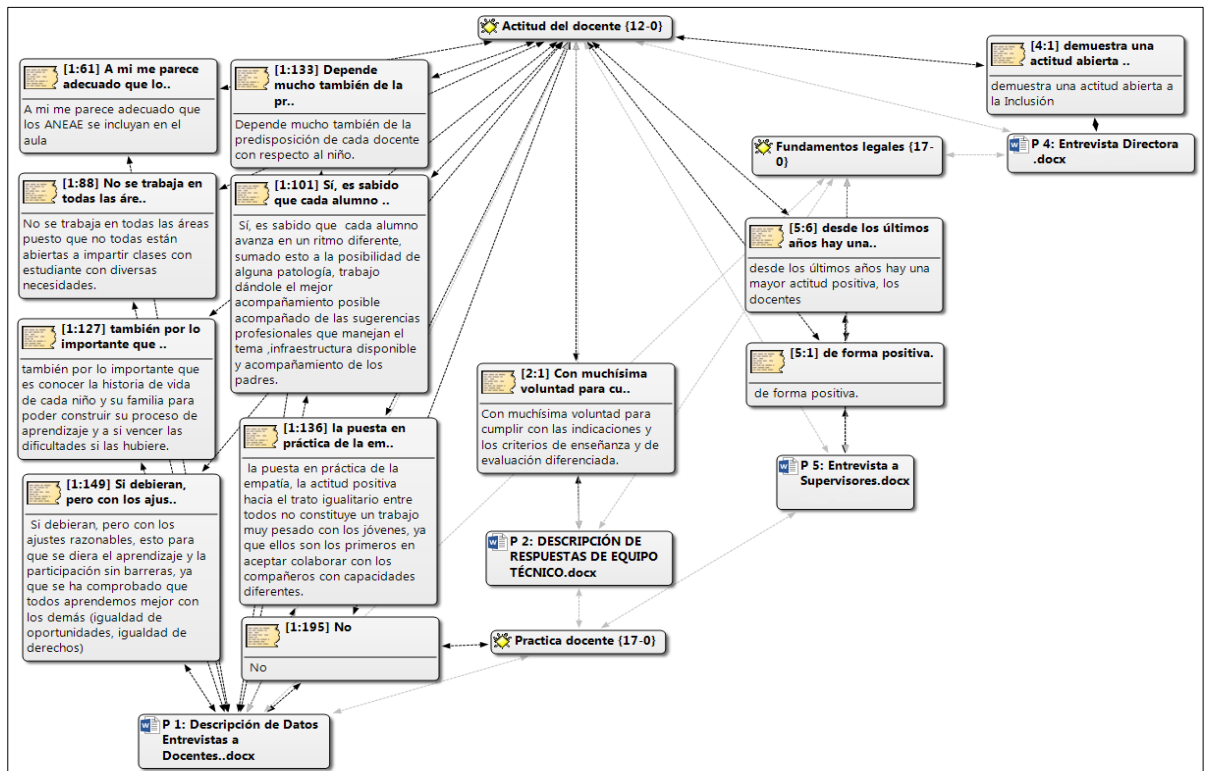 Actitud del docente {12-0}
[1:61] A mi me parece
adecuado que lo..
A mi me parece adecuado que
los ANEAE se incluyan en el
aula
[1:133] Depende
mucho también de la
pr..
Depende mucho también de la
predisposición de cada docente
con respecto al niño.
[4:1] demuestra una
actitud abierta ..
demuestra una actitud abierta a
la Inclusión
P 4: Entrevista Directora
.docx
Fundamentos legales {17-
0}
[1:88] No se trabaja en
todas las áre..
No se trabaja en todas las áreas
puesto que no todas están
abiertas a impartir clases con
estudiante con diversas
necesidades.
[1:101] Sí, es sabido
que cada alumno ..
Sí, es sabido que cada alumno
avanza en un ritmo diferente,
sumado esto a la posibilidad de
alguna patología, trabajo
dándole el mejor
acompañamiento posible
acompañado de las sugerencias
profesionales que manejan el
tema ,infraestructura disponible
y acompañamiento de los
padres.
[5:6] desde los últimos
años hay una..
desde los últimos años hay una
mayor actitud positiva, los
docentes
[1:127] también por lo
importante que ..
también por lo importante que
es conocer la historia de vida
de cada niño y su familia para
poder construir su proceso de
aprendizaje y a si vencer las
dificultades si las hubiere.
[5:1] de forma positiva.
de forma positiva.
[2:1] Con muchísima
voluntad para cu..
Con muchísima voluntad para
cumplir con las indicaciones y
los criterios de enseñanza y de
evaluación diferenciada.
[1:136] la puesta en
práctica de la em..
la puesta en práctica de la
empatía, la actitud positiva
hacia el trato igualitario entre
todos no constituye un trabajo
muy pesado con los jóvenes, ya
que ellos son los primeros en
aceptar colaborar con los
compañeros con capacidades
diferentes.
P 5: Entrevista a
Supervisores.docx
[1:149] Si debieran,
pero con los ajus..
Si debieran, pero con los
ajustes razonables, esto para
que se diera el aprendizaje y la
participación sin barreras, ya
que se ha comprobado que
todos aprendemos mejor con
los demás (igualdad de
oportunidades, igualdad de
derechos)
P 2: DESCRIPCIÓN DE
RESPUESTAS DE EQUIPO
TÉCNICO.docx
[1:195] No
No
Practica docente {17-0}
P 1: Descripción de Datos
Entrevistas a
Docentes..docx